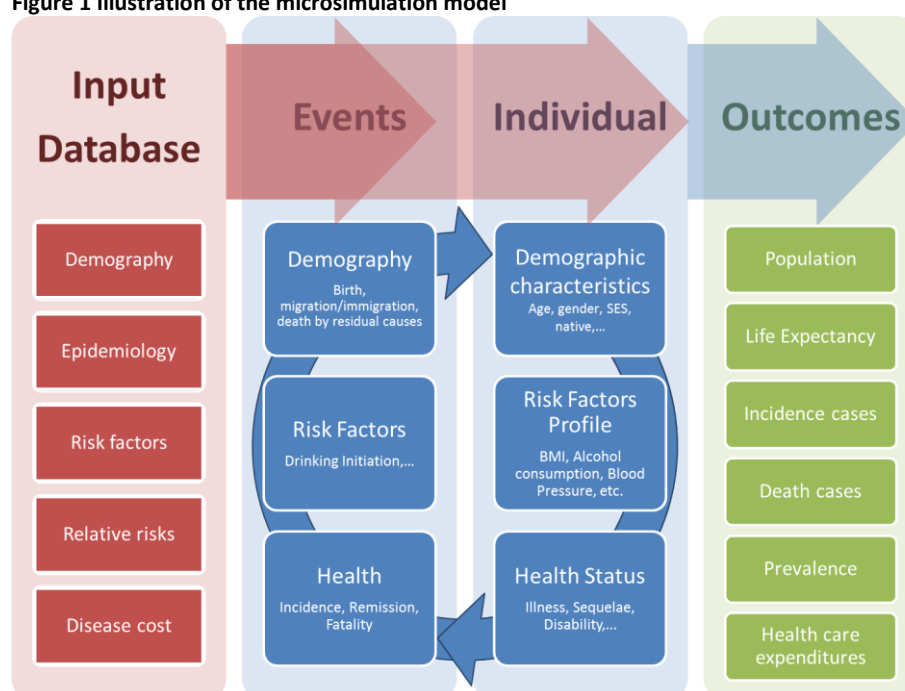 Figure 1 Illustration of the microsimulation model
Input
Database
Demography
Epidemiology
Risk factors
Relative risks
Disease cost
Events
Demography
Birth,
migration/immigration,
death by residual causes
Risk Factors
Drinking Initiation,...
Health
Incidence, Remission,
Fatality
Individual
Demographic
characteristics
Age, gender, SES,
native,...
Risk Factors
Profile
BMI, Alcohol
consumption, Blood
Pressure, etc.
Health Status
Illness, Sequelae,
Disability,...
Outcomes
Population
Life Expectancy
Incidence cases
Death cases
Prevalence
Health care
expenditures